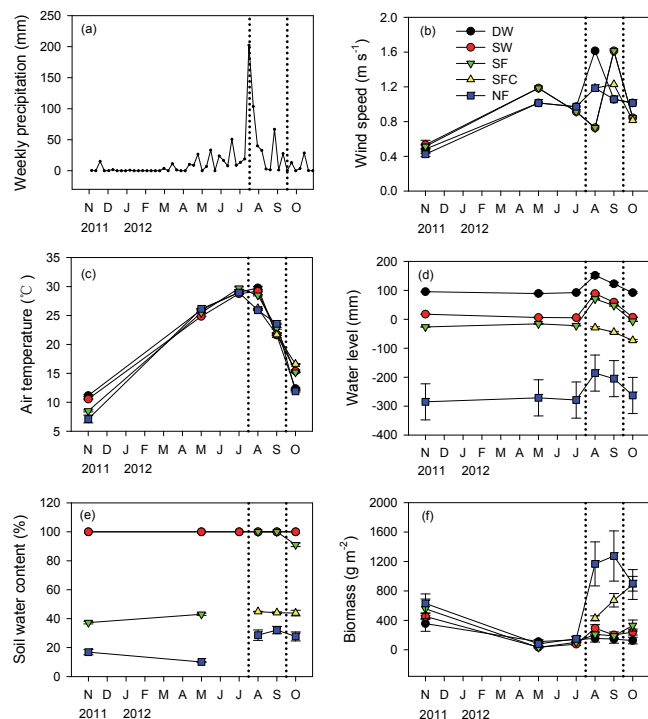 (a)
Weekly precipitation (mm)
250
200
150
100
50
0
N D J F M A M J J A S O
2011 2012
(b)
Wind speed (m s-1)
2.0
1.6
1.2
0.8
0.4
0.0
DW
SW
SF
SFC
NF
N D J F M A M J J A S O
2011 2012
(c)
Air temperature (℃)
35
30
25
20
15
10
5
N D J F M A M J J A S O
2011 2012
(d)
Water level (mm)
200
100
0
-100
-200
-300
-400
N D J F M A M J J A S O
2011 2012
(e)
Soil water content (%)
120
100
80
60
40
20
0
N D J F M A M J J A S O
2011 2012
(f)
Biomass (g m-2)
2000
1600
1200
800
400
0
N D J F M A M J J A S O
2011 2012